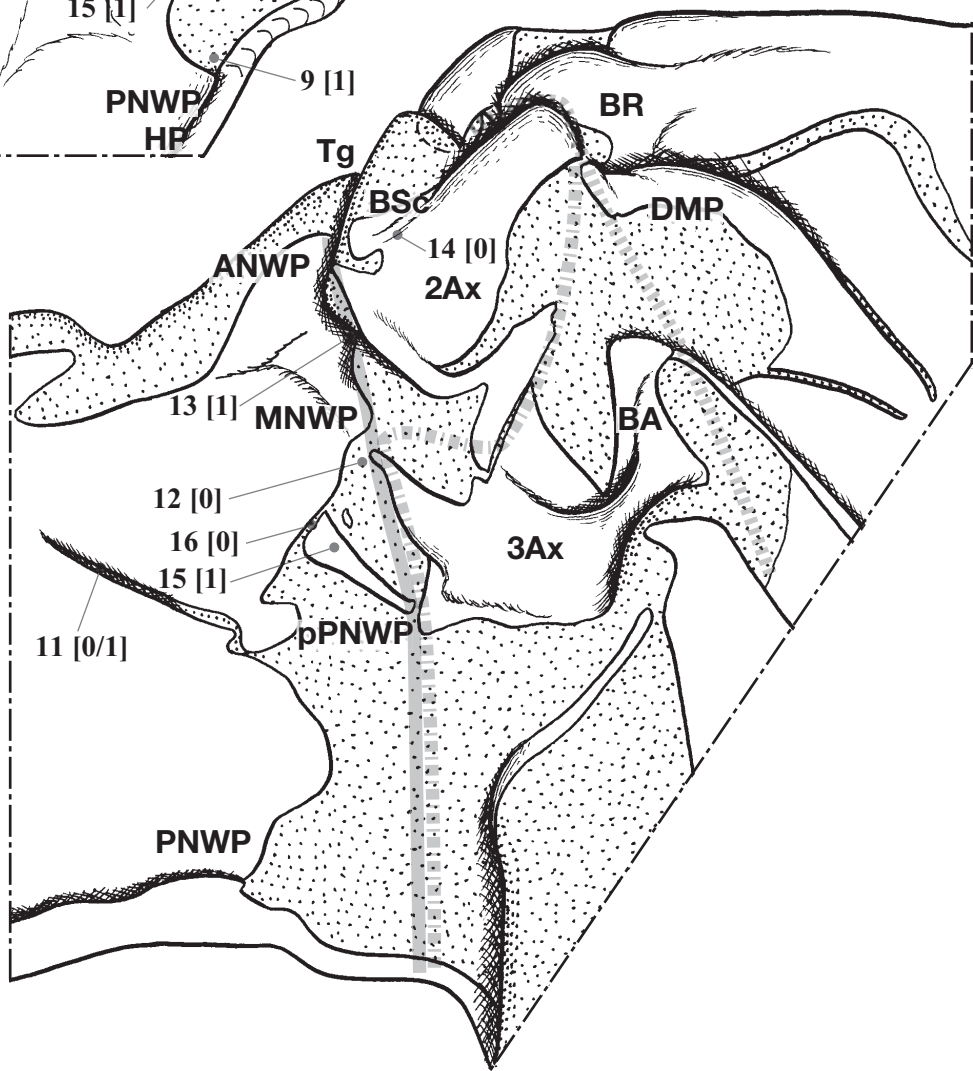 15 [1]
9 [1]
PNWP
HP
BR
Tg
BSc
DMP
14 [0]
ANWP
2Ax
13 [1]
MNWP
BA
12 [0]
16 [0]
3Ax
15 [1]
pPNWP
11 [0/1]
PNWP